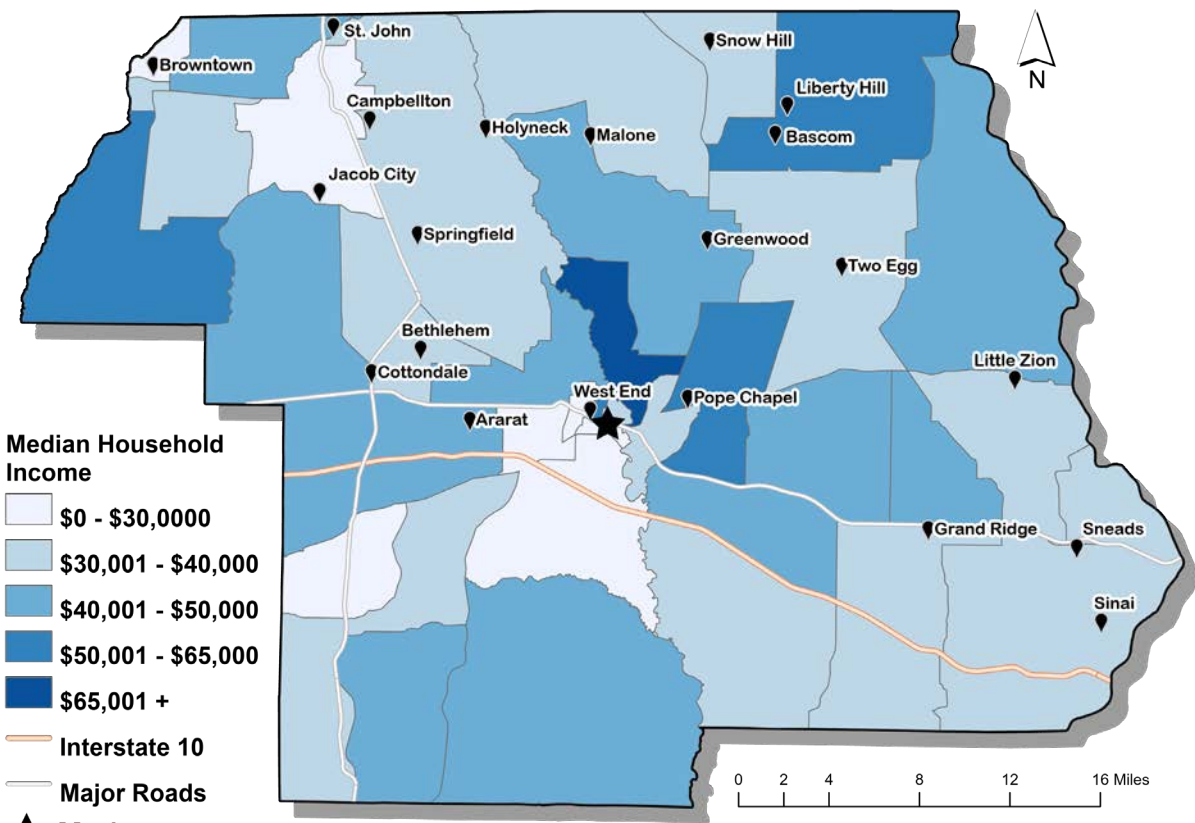 St. John
Snow Hill
Browntown
Liberty Hill
Campbellton
Holyneck
Malone
Bascom
Jacob City
Springfield
Greenwood
Two Egg
Bethlehem
Cottondale
Little Zion
West End
Pope Chapel
Ararat
Grand Ridge
Sneads
Sinai
N
Median Household
Income
$0 - $30,0000
$30,001 - $40,000
$40,001 - $50,000
$50,001 - $65,000
$65,001 +
Interstate 10
Major Roads
0 2 4 8 12 16 Miles